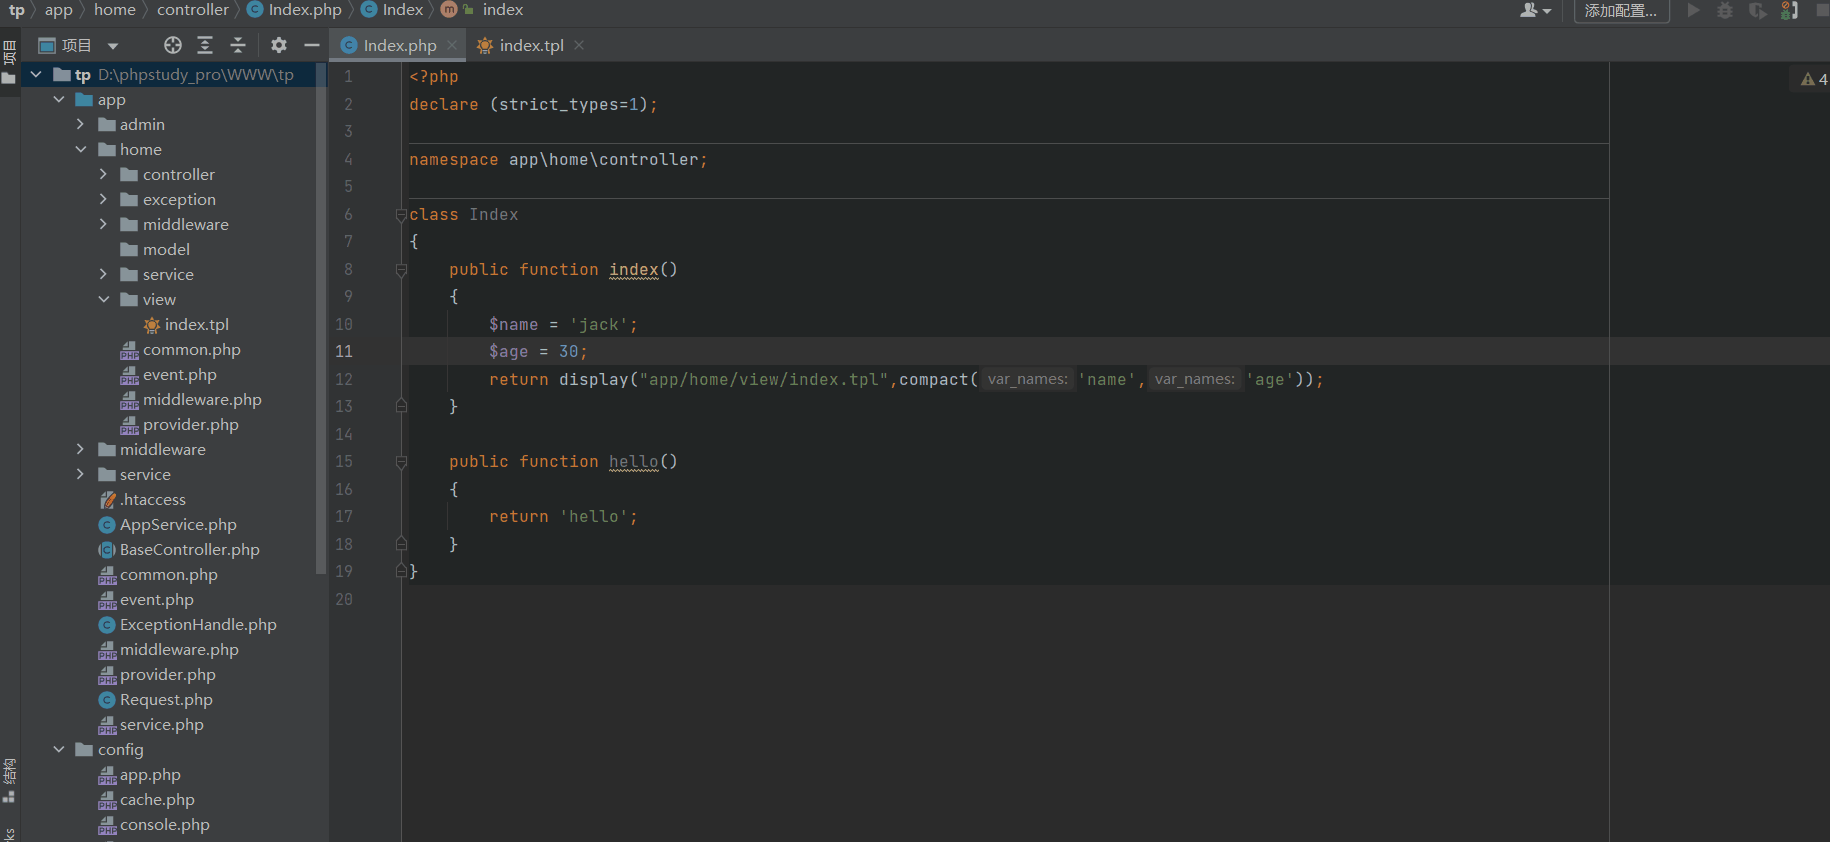 tp app home controller Index.php Index index
添加配置...
项目
项目
Index.php
index.tpl
tp D:\phpstudy_pro\WWW\tp
app
admin
home
controller
exception
middleware
model
service
view
index.tpl
common.php
event.php
middleware.php
provider.php
middleware
service
.htaccess
AppService.php
BaseController.php
common.php
event.php
ExceptionHandle.php
middleware.php
provider.php
Request.php
service.php
config
app.php
cache.php
console.php
结构
1 <?php
2 declare (strict_types=1);
3
4 namespace app\home\controller;
5
6 class Index
7 {
8 public function index()
9 {
10 $name = 'jack';
11 $age = 30;
12 return display("app/home/view/index.tpl",compact( var_names: 'name', var_names: 'age'));
13 }
14
15 public function hello()
16 {
17 return 'hello';
18 }
19 }
20
4